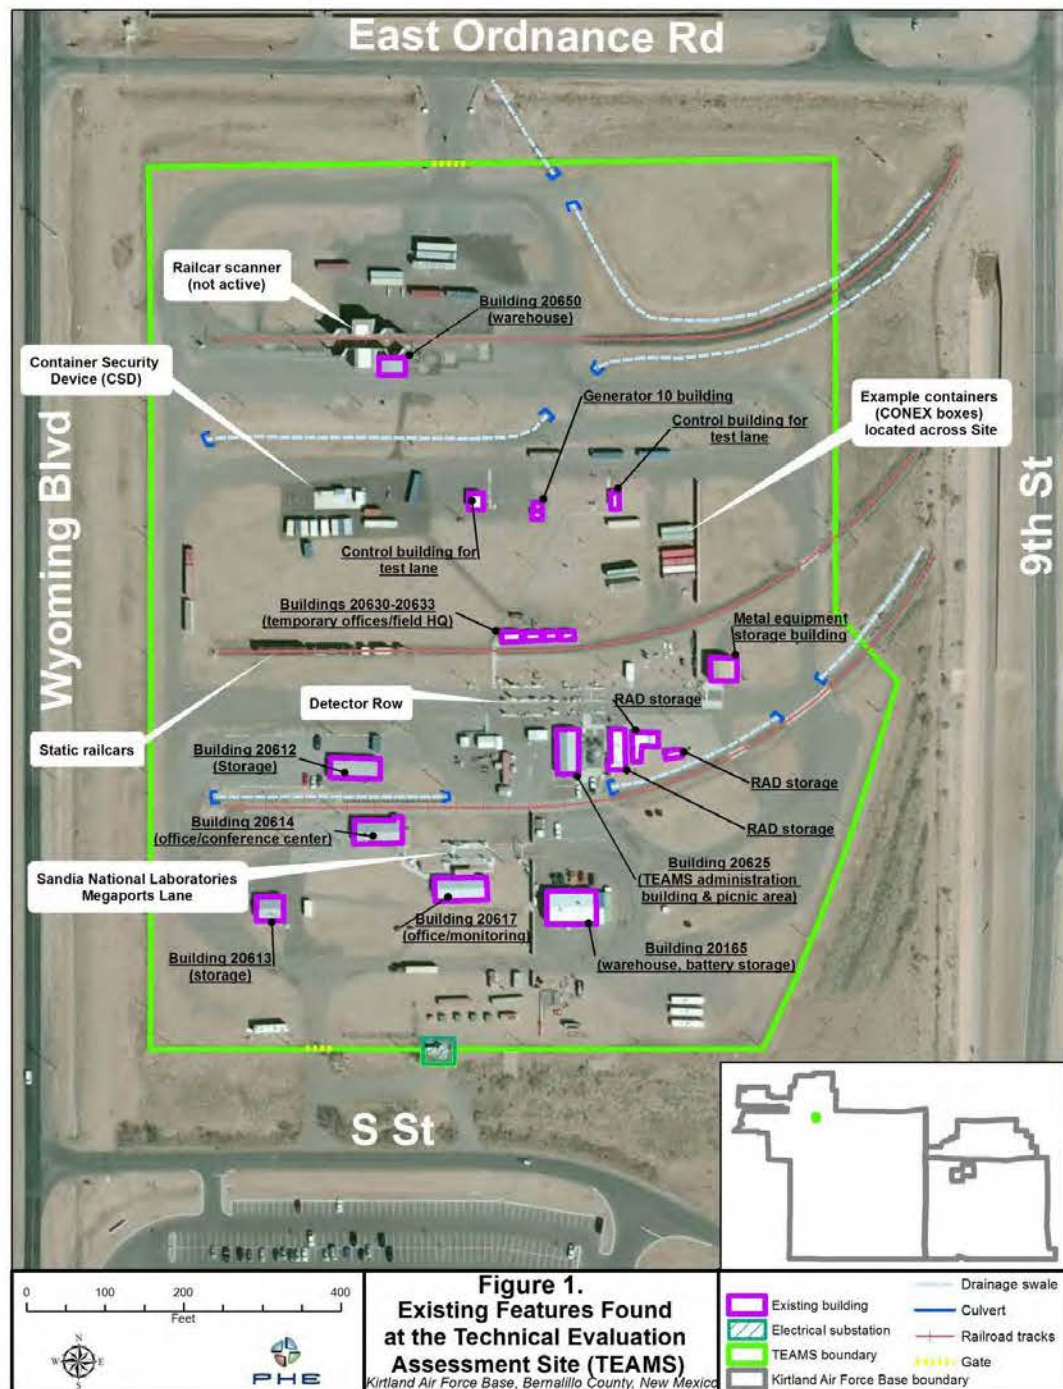 East Ordnance Rd
Wyoming Blvd
9th St
S St
Railcar scanner
(not active)
Building 20650
(warehouse)
Container Security
Device (CSD)
Generator 10 building
Control building for
test lane
Example containers
(CONEX boxes)
located across Site
Control building for
test lane
Buildings 20630-20633
(temporary offices/field HQ)
Metal equipment
storage building
Detector Row
RAD storage
Static railcars
Building 20612
(Storage)
RAD storage
RAD storage
Building 20614
(office/conference center)
Sandia National Laboratories
Megaports Lane
Building 20625
(TEAMS administration
building & picnic area)
Building 20617
(office/monitoring)
Building 20165
(warehouse, battery storage)
Building 20613
(storage)
0 100 200 400
Feet
N
W E
S
PHE
Figure 1.
Existing Features Found
at the Technical Evaluation
Assessment Site (TEAMS)
Kirtland Air Force Base, Bernalillo County, New Mexico
Existing building
Electrical substation
TEAMS boundary
Kirtland Air Force Base boundary
Drainage swale
Culvert
Railroad tracks
Gate